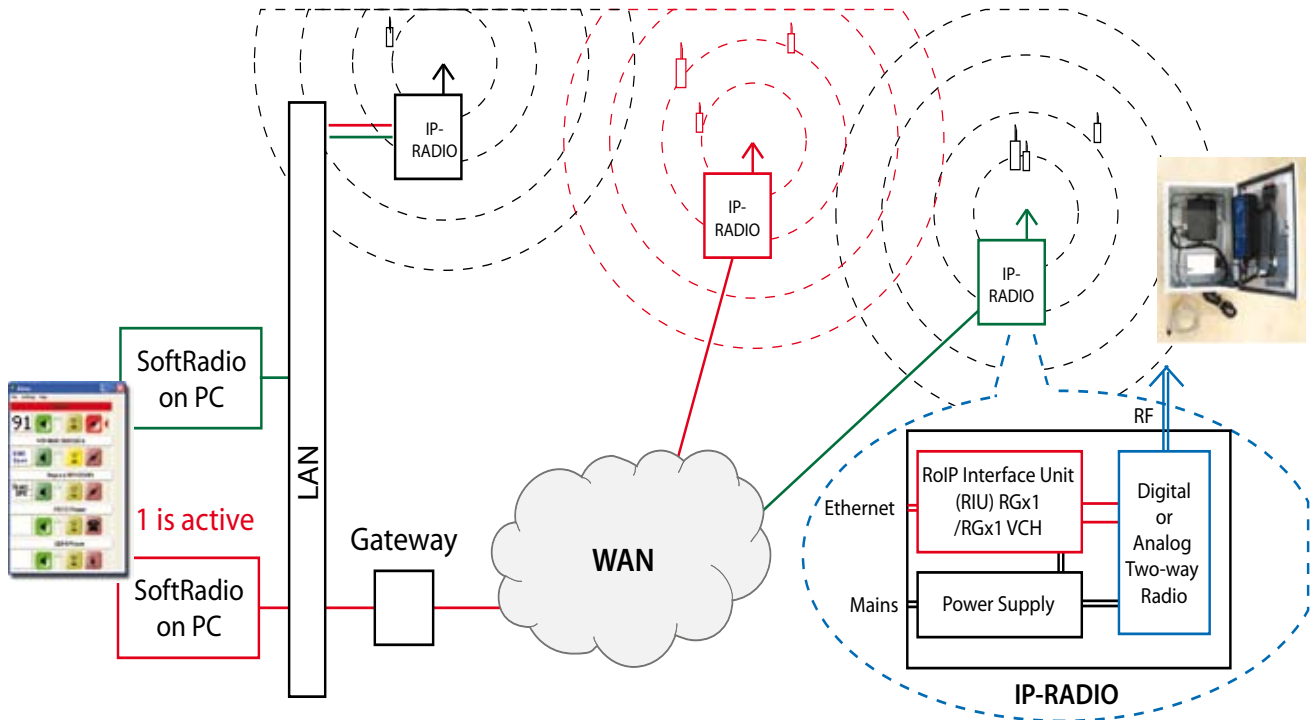 IP-
RADIO
IP-
RADIO
IP-
RADIO
SoftRadio
on PC
91
1 is active
SoftRadio
on PC
LAN
Gateway
WAN
RF
Ethernet
RoIP Interface Unit
(RIU) RGx1
/RGx1 VCH
Digital
or
Analog
Two-way
Radio
Mains
Power Supply
IP-RADIO